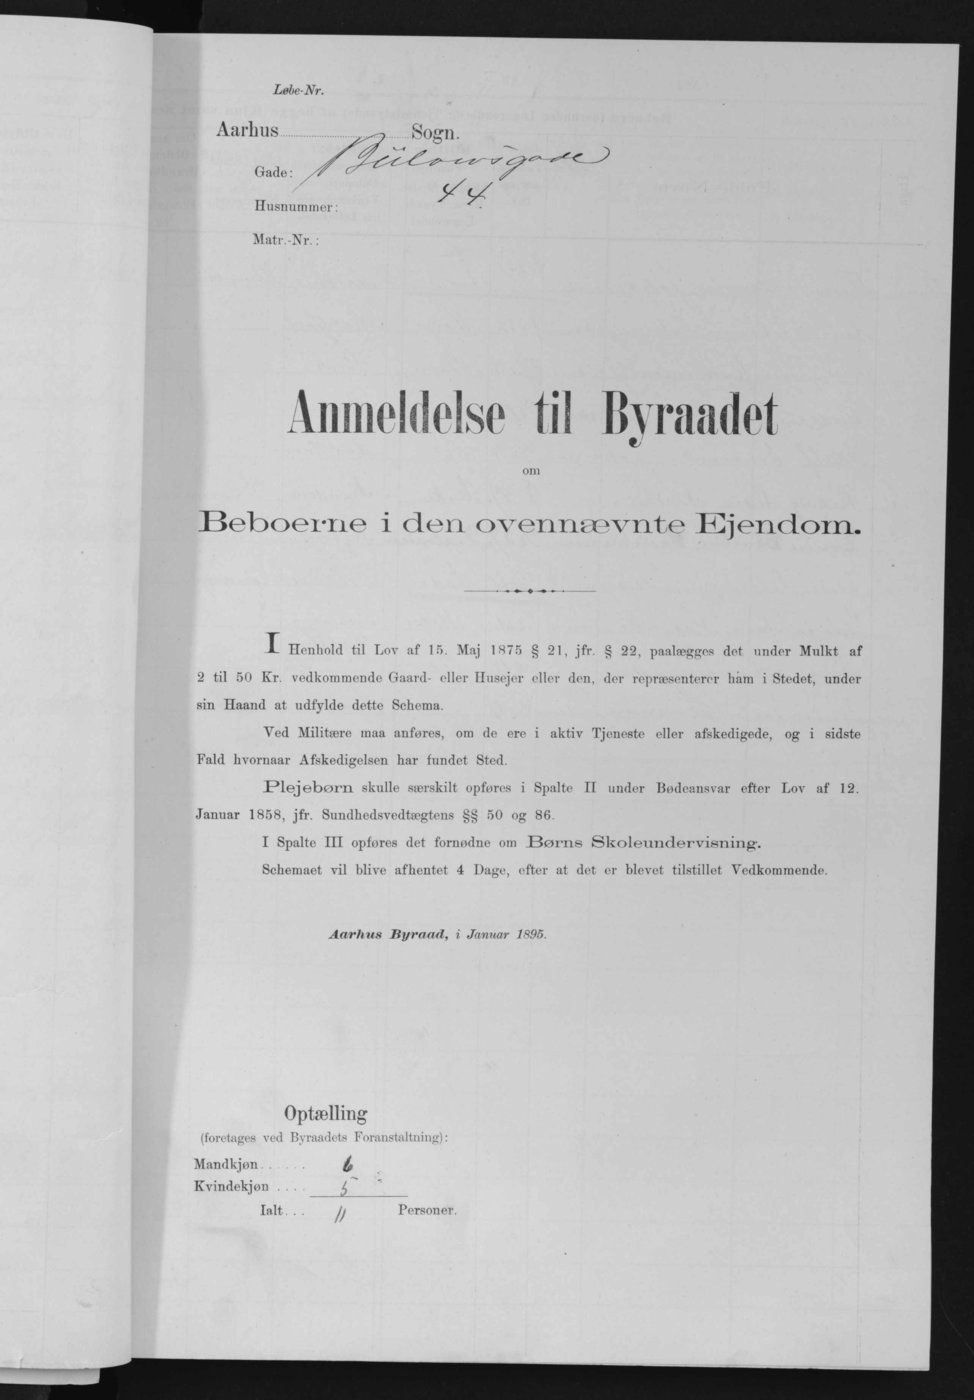 Løbe-Nr.
Aarhus Sogn.
Gade: Bülowsgade
Husnummer: 44.
Matr.-Nr.:
Anmeldelse til Byraadet
om
Beboerne i den ovennævnte Ejendom.
I Henhold til Lov af 15. Maj 1875 § 21, jfr. § 22, paalægges det under Mulkt af
2 til 50 Kr. vedkommende Gaard- eller Husejer eller den, der repræsenterer ham i Stedet, under
sin Haand at udfylde dette Schema.
Ved Militære maa anføres, om de ere i aktiv Tjeneste eller afskedigede, og i sidste
Fald hvornaar Afskedigelsen har fundet Sted.
Plejebørn skulle særskilt opføres i Spalte II under Bødeansvar efter Lov af 12.
Januar 1858, jfr. Sundhedsvedtægtens §§ 50 og 86.
I Spalte III opføres det fornødne om Børns Skoleundervisning.
Schemaet vil blive afhentet 4 Dage, efter at det er blevet tilstillet Vedkommende.
Aarhus Byraad, i Januar 1895.
Optælling
(foretages ved Byraadets Foranstaltning):
Mandkjøn...... 6
Kvindekjøn .... 5
Ialt... 11 Personer.